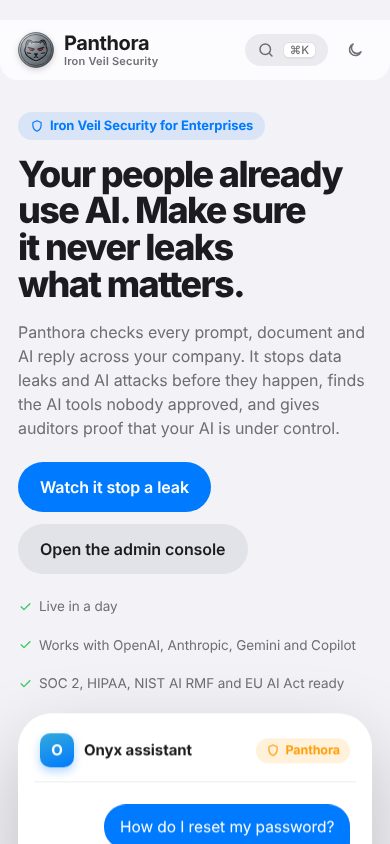 Panthora
Iron Veil Security
⌘K
Iron Veil Security for Enterprises
Your people already
use AI. Make sure
it never leaks
what matters.
Panthora checks every prompt, document and
AI reply across your company. It stops data
leaks and AI attacks before they happen, finds
the AI tools nobody approved, and gives
auditors proof that your AI is under control.
Watch it stop a leak
Open the admin console
Live in a day
Works with OpenAI, Anthropic, Gemini and Copilot
SOC 2, HIPAA, NIST AI RMF and EU AI Act ready
O
Onyx assistant
Panthora
How do I reset my password?